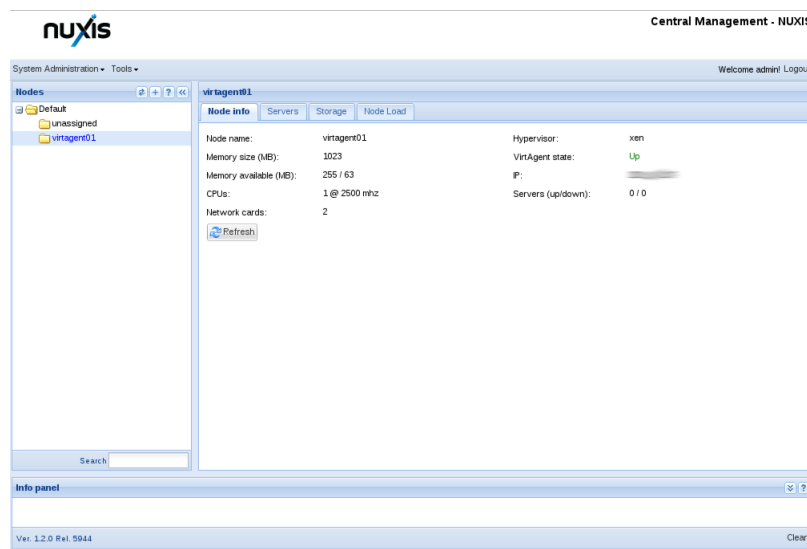 nuxis
Central Management - NUXIS
System Administration Tools
Welcome admin! Logou
Nodes
Default
unassigned
virtagent01
Search
virtagent01
Node info Servers Storage Node Load
Node name: virtagent01 Hypervisor: xen
Memory size (MB): 1023 VirtAgent state: Up
Memory available (MB): 255 / 63 IP:
CPUs: 1 @ 2500 mhz Servers (up/down): 0 / 0
Network cards: 2
Refresh
Info panel
Ver. 1.2.0 Rel. 5944 Clear